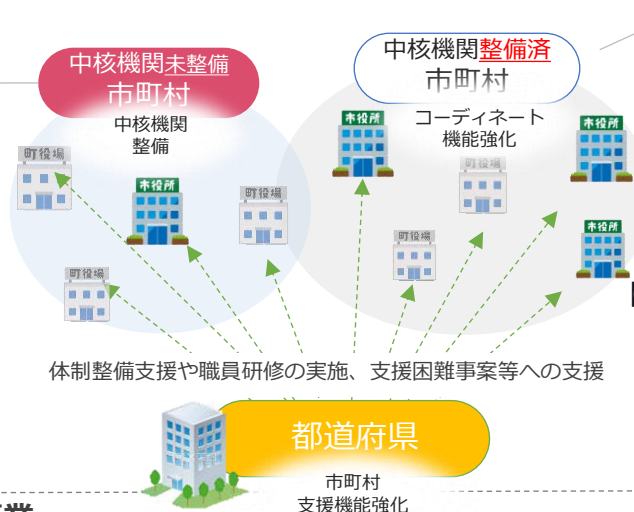 中核機関未整備
市町村
中核機関
整備
中核機関整備済
市町村
コーディネート
機能強化
町役場
市役所
町役場
町役場
市役所
町役場
町役場
市役所
市役所
体制整備支援や職員研修の実施、支援困難事案等への支援
都道府県
市町村
支援機能強化
業